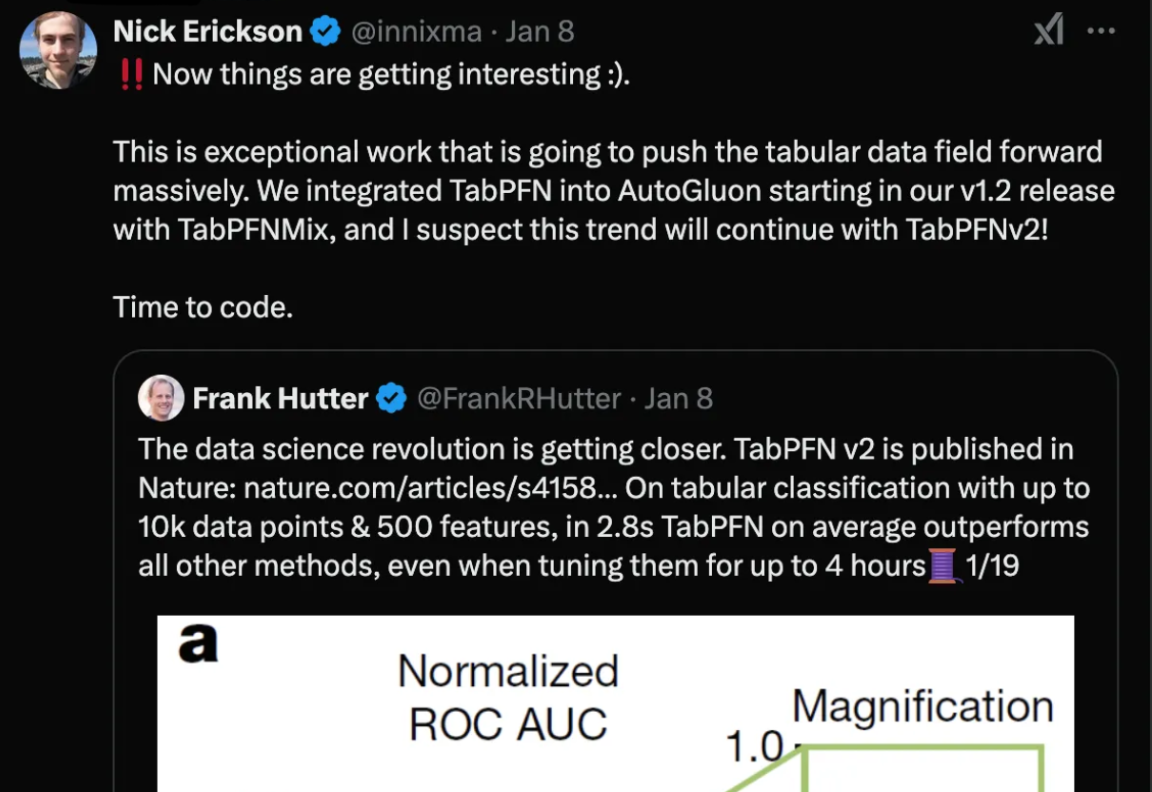 Nick Erickson @innixma · Jan 8
‼️ Now things are getting interesting :).
This is exceptional work that is going to push the tabular data field forward
massively. We integrated TabPFN into AutoGluon starting in our v1.2 release
with TabPFNMix, and I suspect this trend will continue with TabPFNv2!
Time to code.
Frank Hutter @FrankRHutter · Jan 8
The data science revolution is getting closer. TabPFN v2 is published in
Nature: nature.com/articles/s4158... On tabular classification with up to
10k data points & 500 features, in 2.8s TabPFN on average outperforms
all other methods, even when tuning them for up to 4 hours🧵 1/19
a
Normalized
ROC AUC
Magnification
1.0